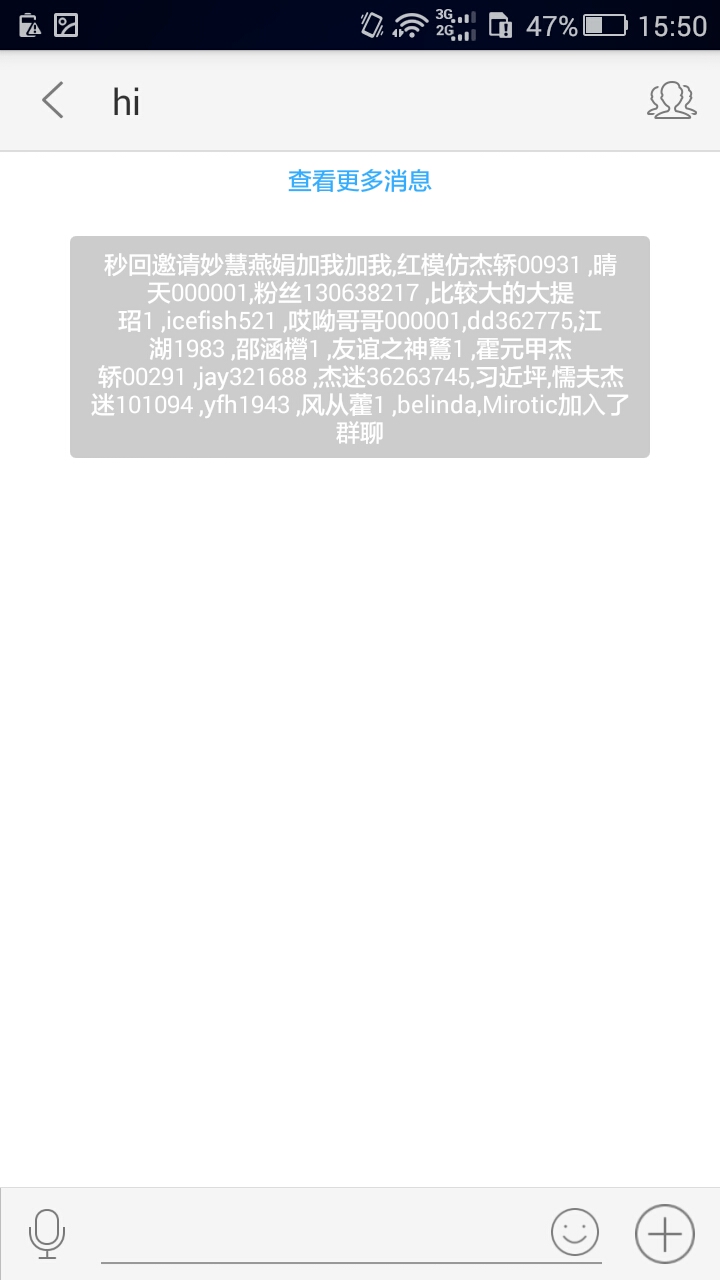 3G
2G
47%
15:50
hi
查看更多消息
秒回邀请妙慧燕娟加我加我,红模仿杰轿00931 ,晴
天000001,粉丝130638217 ,比较大的大提
玿1 ,icefish521 ,哎呦哥哥000001,dd362775,江
湖1983 ,邵涵櫿1 ,友谊之神鷘1 ,霍元甲杰
轿00291 ,jay321688 ,杰迷36263745,习近坪,懦夫杰
迷101094 ,yfh1943 ,风从藿1 ,belinda,Mirotic加入了
群聊